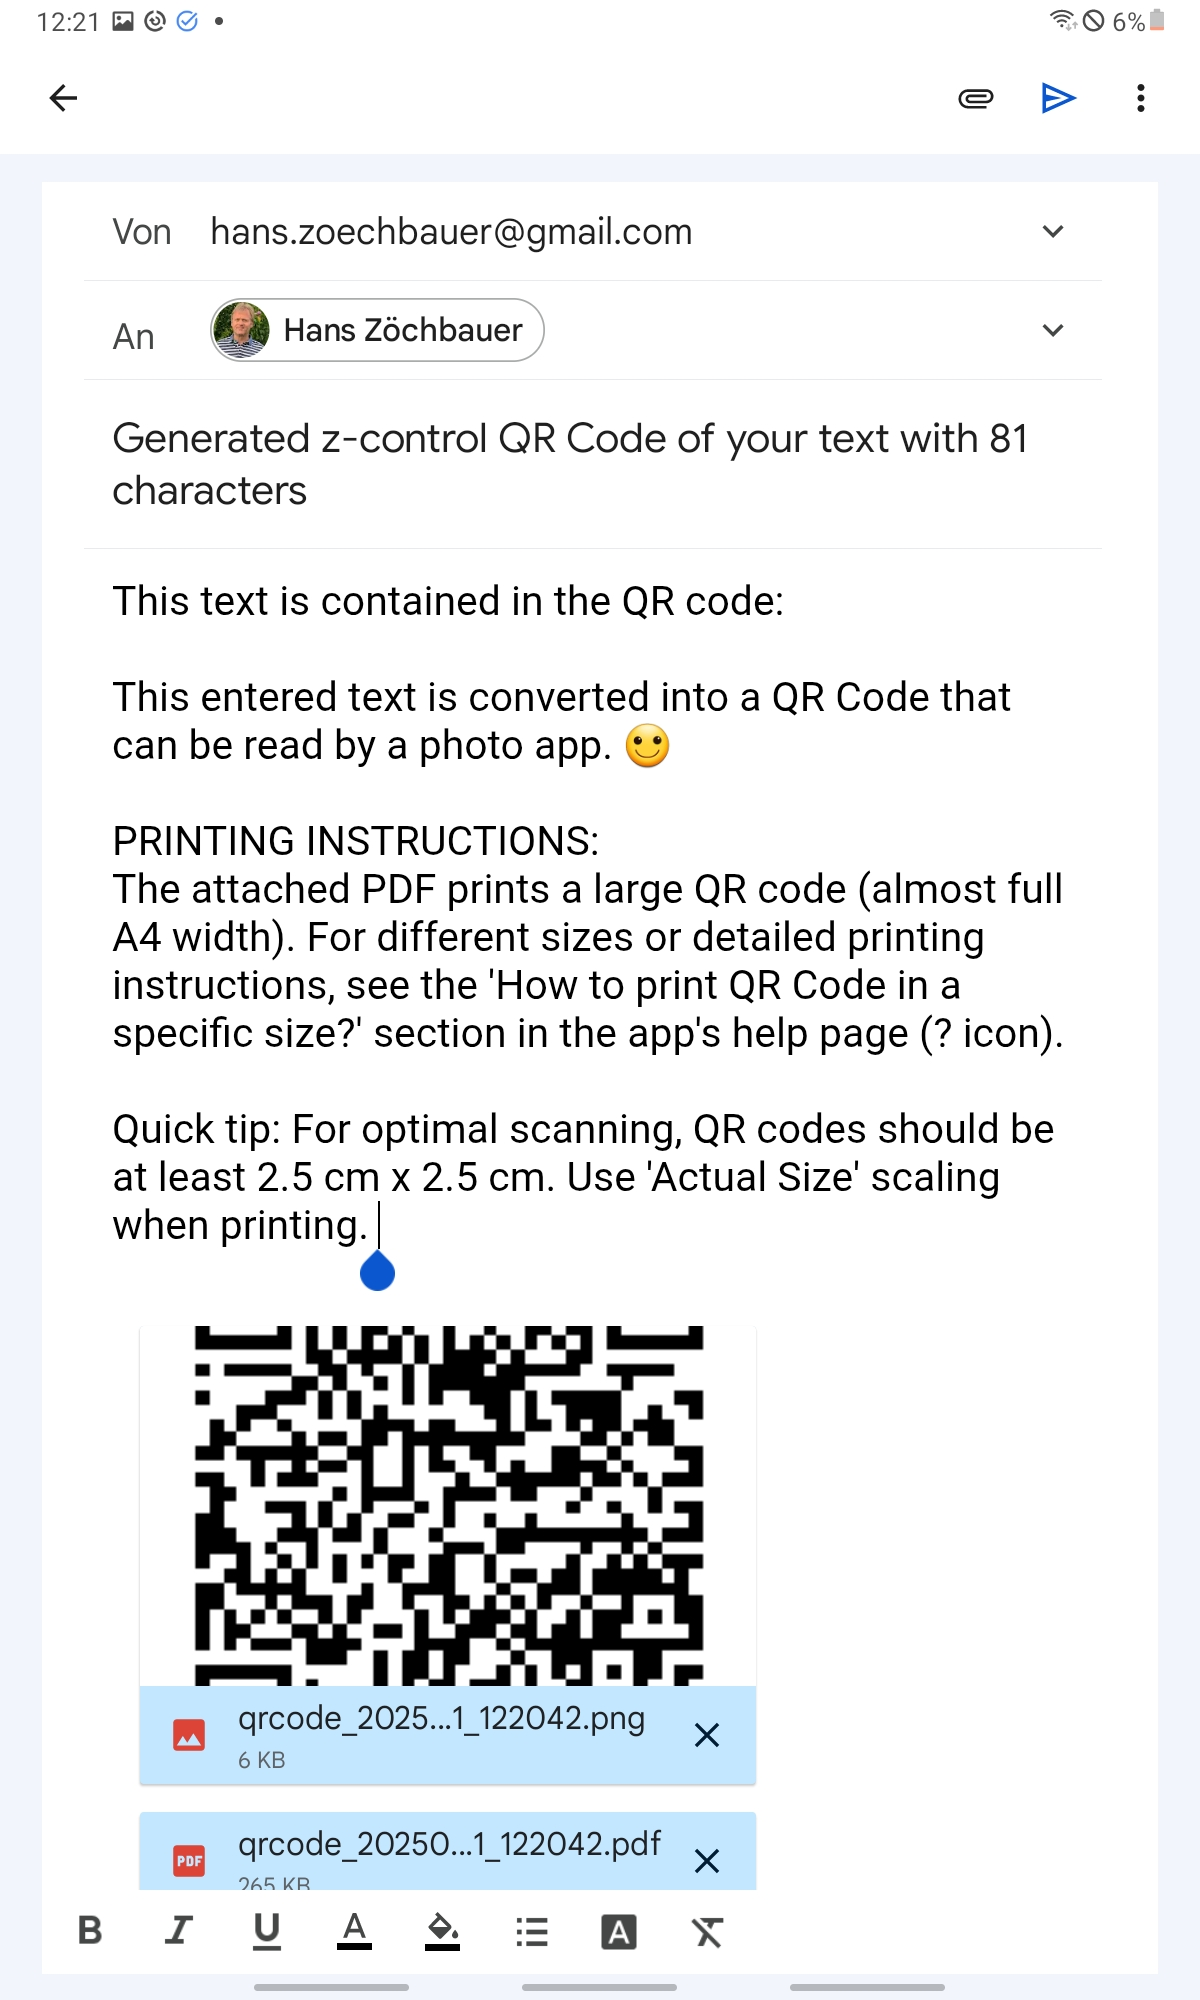 12:21
6%
Von hans.zoechbauer@gmail.com
An Hans Zöchbauer
Generated z-control QR Code of your text with 81
characters
This text is contained in the QR code:
This entered text is converted into a QR Code that
can be read by a photo app. 🙂
PRINTING INSTRUCTIONS:
The attached PDF prints a large QR code (almost full
A4 width). For different sizes or detailed printing
instructions, see the 'How to print QR Code in a
specific size?' section in the app's help page (? icon).
Quick tip: For optimal scanning, QR codes should be
at least 2.5 cm x 2.5 cm. Use 'Actual Size' scaling
when printing.
qrcode_2025...1_122042.png
6 KB
PDF qrcode_20250...1_122042.pdf
265 KB
B I U A A